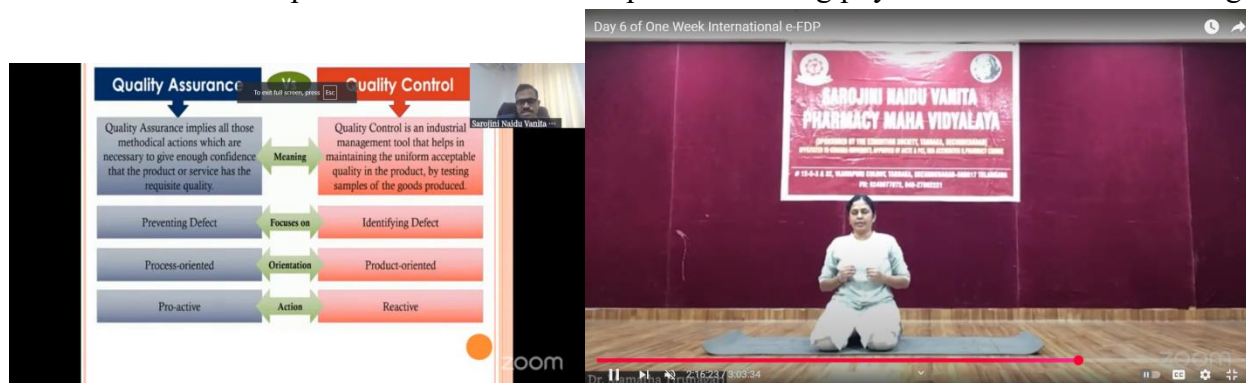 Quality Assurance
Vs
Quality Control
To exit full screen, press Esc
Sarojini Naidu Vanita ...
Quality Assurance implies all those
methodical actions which are
necessary to give enough confidence
that the product or service has the
requisite quality.
Meaning
Quality Control is an industrial
management tool that helps in
maintaining the uniform acceptable
quality in the product, by testing
samples of the goods produced.
Preventing Defect
Focuses on
Identifying Defect
Process-oriented
Orientation
Product-oriented
Pro-active
Action
Reactive
zoom
Day 6 of One Week International e-FDP
SAROJINI NAIDU VANITA
PHARMACY MAHA VIDYALAYA
zoom
2:16:23 / 3:03:34
CC